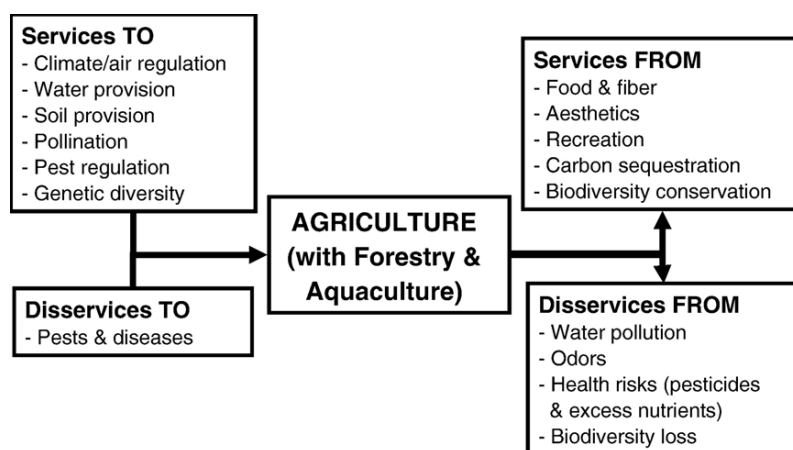 Services TO
- Climate/air regulation
- Water provision
- Soil provision
- Pollination
- Pest regulation
- Genetic diversity
Disservices TO
- Pests & diseases
AGRICULTURE
(with Forestry &
Aquaculture)
Services FROM
- Food & fiber
- Aesthetics
- Recreation
- Carbon sequestration
- Biodiversity conservation
Disservices FROM
- Water pollution
- Odors
- Health risks (pesticides
& excess nutrients)
- Biodiversity loss